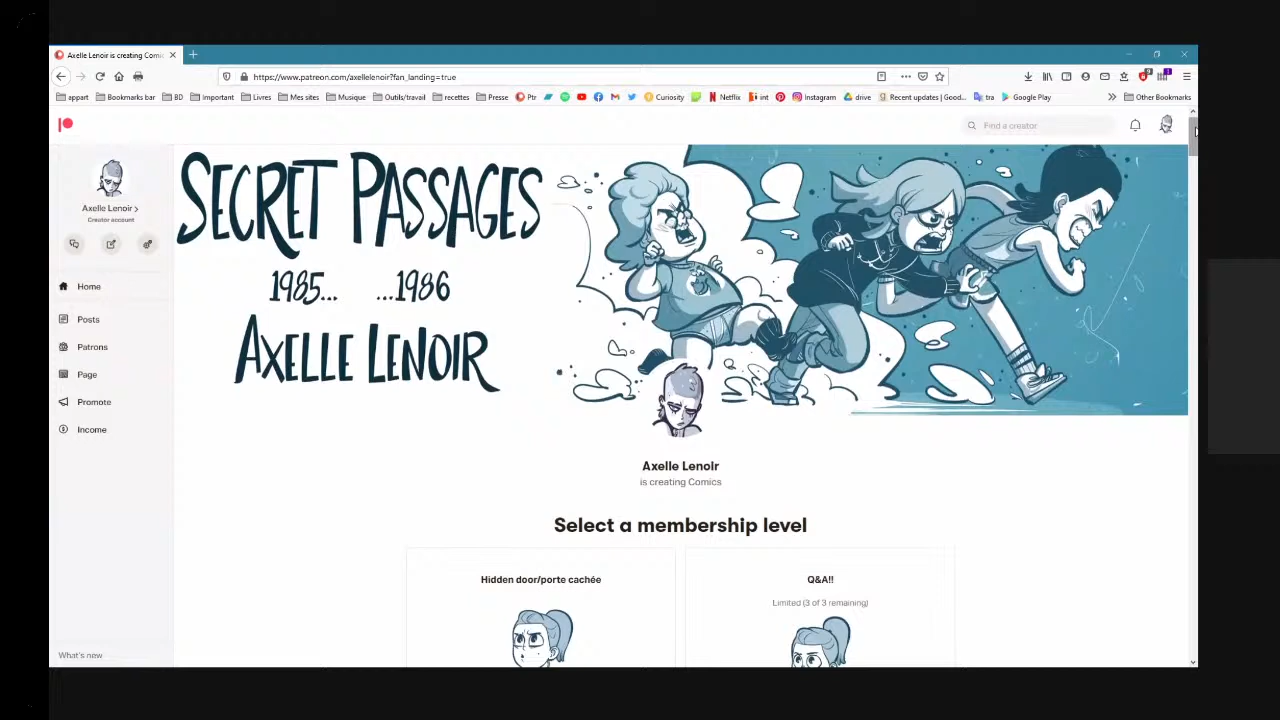 Axelle Lenoir is creating Comic
https://www.patreon.com/axellelenoir?fan_landing=true
appart Bookmarks bar BD Important Livres Mes sites Musique Outils/travail recettes Presse Ptr Curiosity Netflix int Instagram drive Recent updates | Good... tra Google Play Other Bookmarks
Find a creator
Axelle Lenoir
Creator account
Home
Posts
Patrons
Page
Promote
Income
What's new
SECRET PASSAGES
1985... ...1986
AXELLE LENOIR
Axelle Lenoir
is creating Comics
Select a membership level
Hidden door/porte cachée
Q&A!!
Limited (3 of 3 remaining)